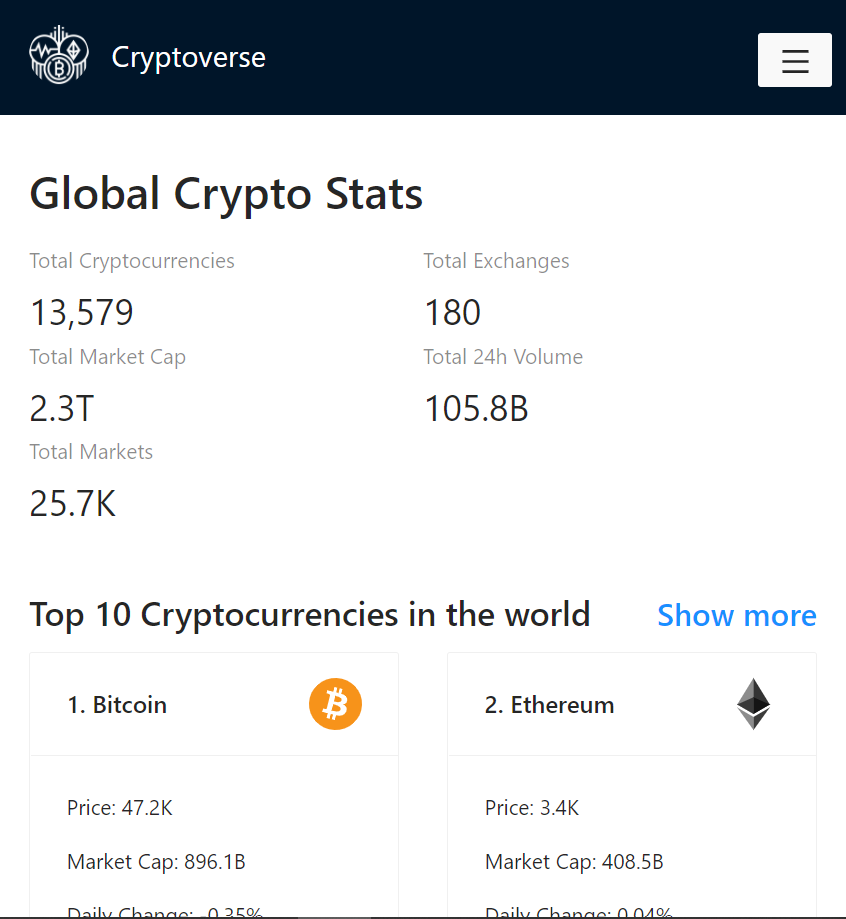 Cryptoverse
Global Crypto Stats
Total Cryptocurrencies
Total Exchanges
13,579
180
Total Market Cap
Total 24h Volume
2.3T
105.8B
Total Markets
25.7K
Top 10 Cryptocurrencies in the world
Show more
1. Bitcoin
2. Ethereum
Price: 47.2K
Price: 3.4K
Market Cap: 896.1B
Market Cap: 408.5B
Daily Change: -0.35%
Daily Change: 0.04%